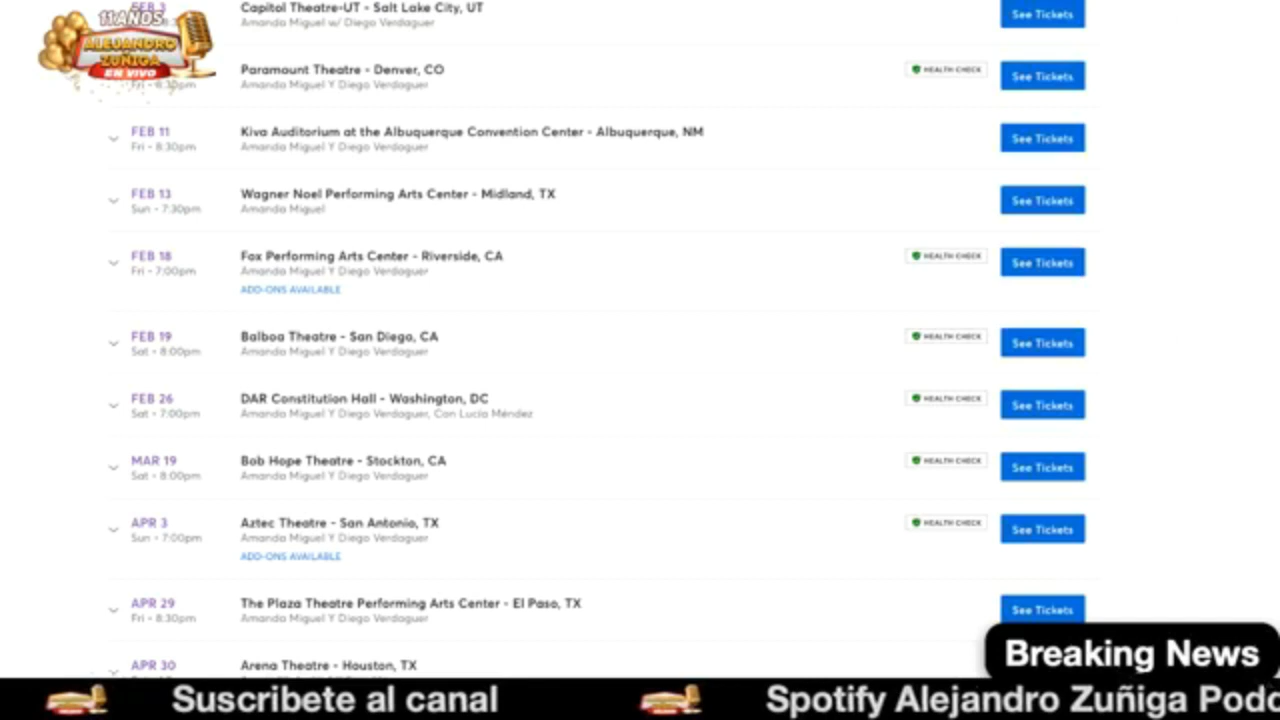 FEB 3
Capitol Theatre-UT - Salt Lake City, UT
Amanda Miguel w/ Diego Verdaguer
See Tickets
11 AÑOS
ALEJANDRO
ZUÑIGA
EN VIVO
Fri - 8:30pm
Paramount Theatre - Denver, CO
Amanda Miguel Y Diego Verdaguer
HEALTH CHECK
See Tickets
FEB 11
Fri - 8:30pm
Kiva Auditorium at the Albuquerque Convention Center - Albuquerque, NM
Amanda Miguel Y Diego Verdaguer
See Tickets
FEB 13
Sun - 7:30pm
Wagner Noel Performing Arts Center - Midland, TX
Amanda Miguel
See Tickets
FEB 18
Fri - 7:00pm
Fox Performing Arts Center - Riverside, CA
Amanda Miguel Y Diego Verdaguer
ADD-ONS AVAILABLE
HEALTH CHECK
See Tickets
FEB 19
Sat - 8:00pm
Balboa Theatre - San Diego, CA
Amanda Miguel Y Diego Verdaguer
HEALTH CHECK
See Tickets
FEB 26
Sat - 7:00pm
DAR Constitution Hall - Washington, DC
Amanda Miguel Y Diego Verdaguer, Con Lucía Méndez
HEALTH CHECK
See Tickets
MAR 19
Sat - 8:00pm
Bob Hope Theatre - Stockton, CA
Amanda Miguel Y Diego Verdaguer
HEALTH CHECK
See Tickets
APR 3
Sun - 7:00pm
Aztec Theatre - San Antonio, TX
Amanda Miguel Y Diego Verdaguer
ADD-ONS AVAILABLE
HEALTH CHECK
See Tickets
APR 29
Fri - 8:30pm
The Plaza Theatre Performing Arts Center - El Paso, TX
Amanda Miguel Y Diego Verdaguer
See Tickets
APR 30
Arena Theatre - Houston, TX
Breaking News
Suscribete al canal
Spotify Alejandro Zuñiga Podc